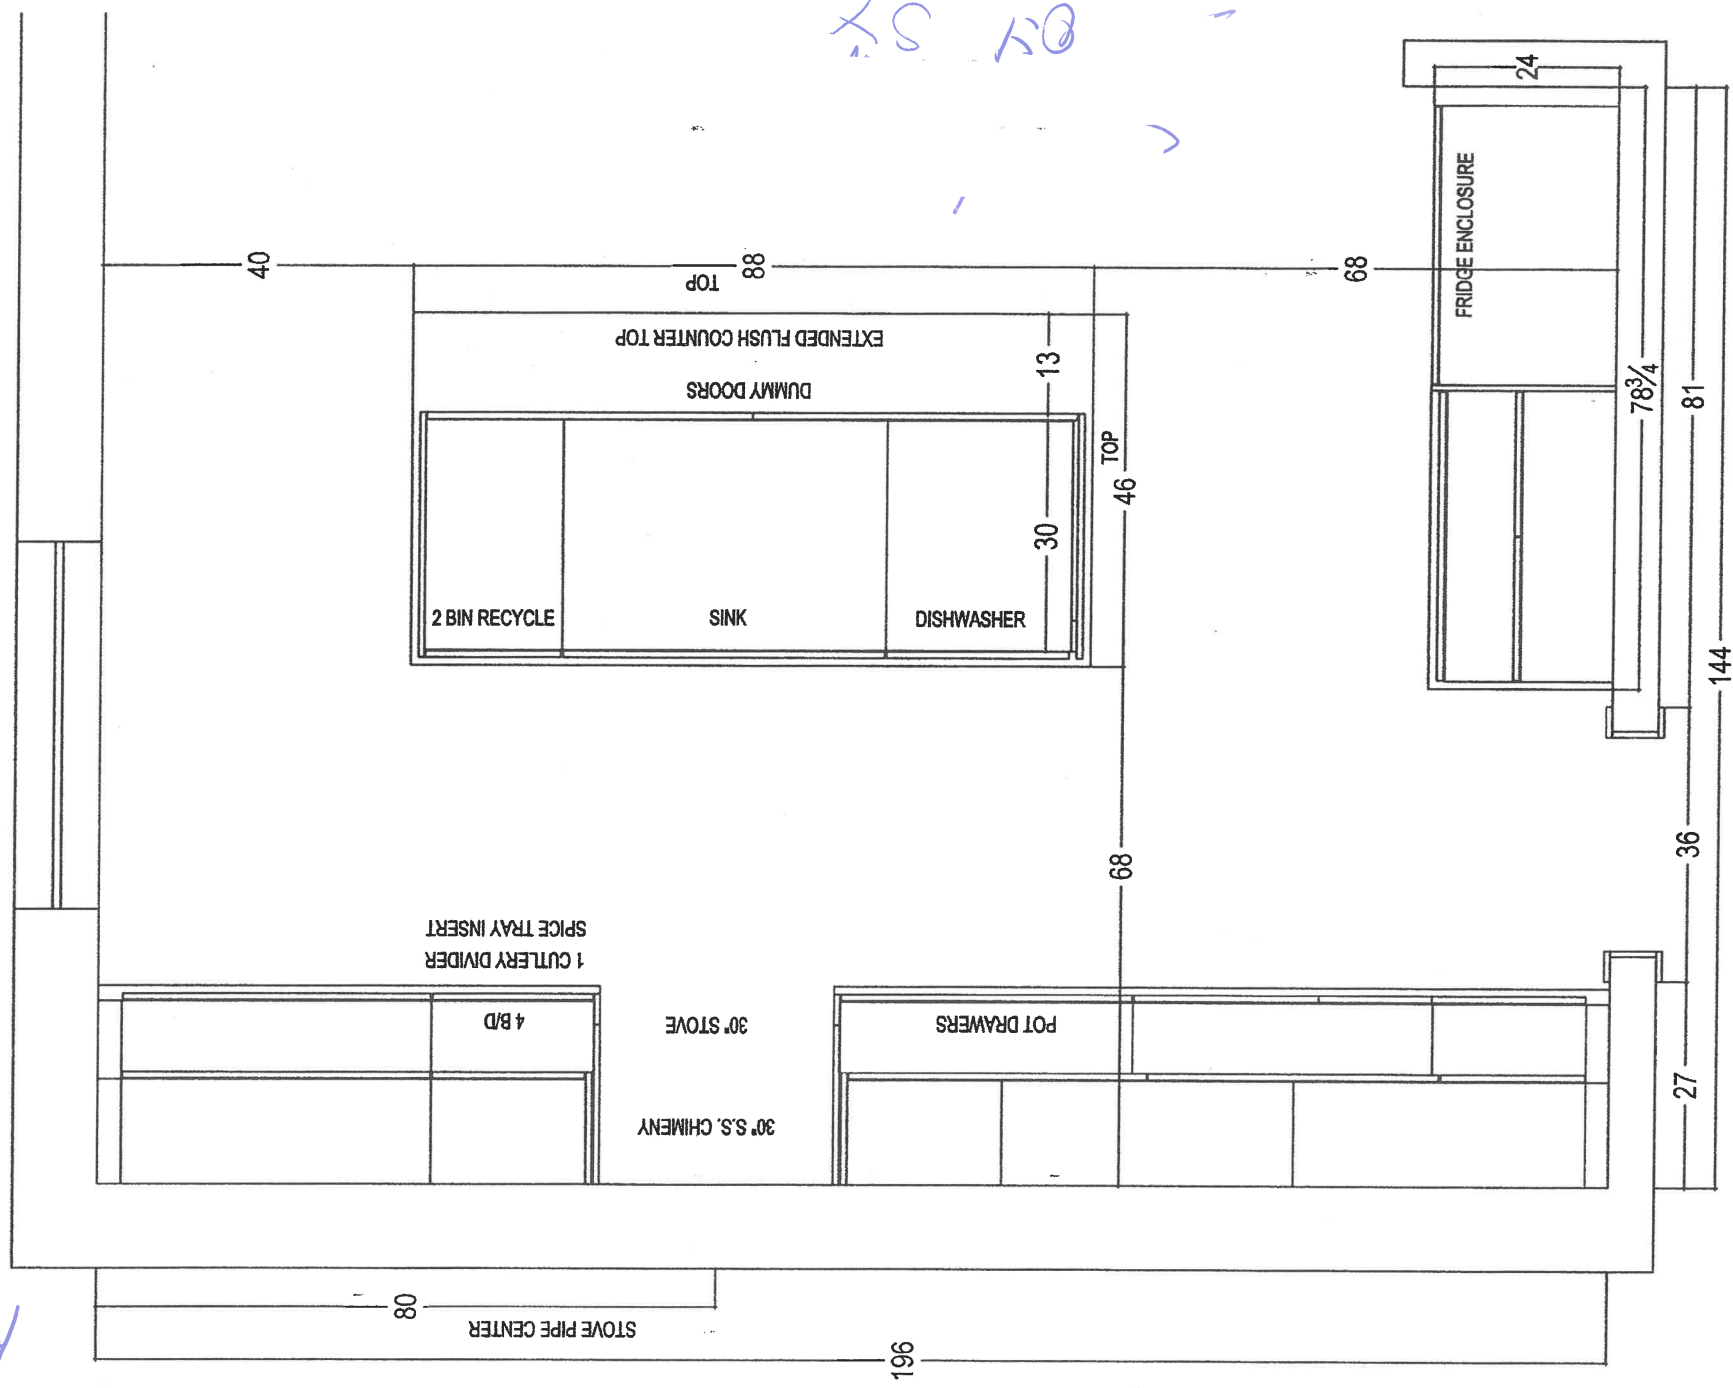 40
88
TOP
68
EXTENDED FLUSH COUNTER TOP
DUMMY DOORS
13
30
TOP
46
2 BIN RECYCLE
SINK
DISHWASHER
24
FRIDGE ENCLOSURE
78¾
81
144
36
27
68
SPICE TRAY INSERT
1 CUTLERY DIVIDER
4 B/D
30" STOVE
30" S.S. CHIMENY
POT DRAWERS
80
STOVE PIPE CENTER
196